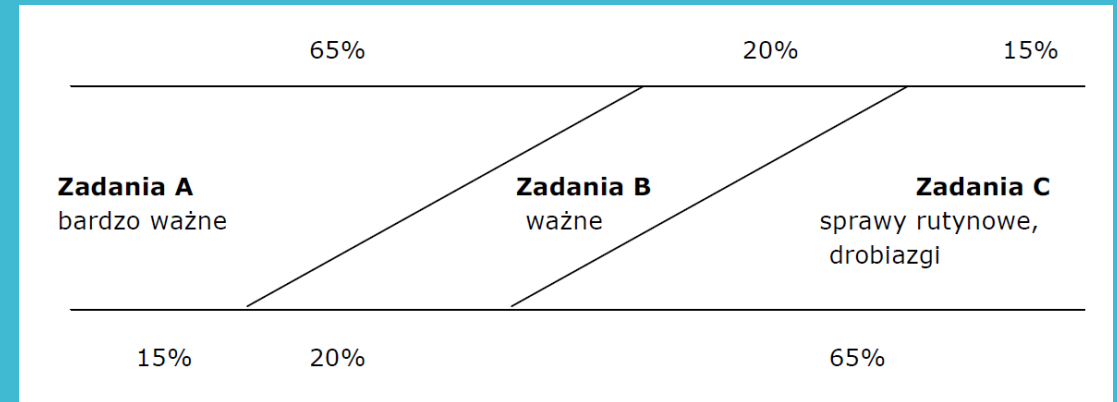 65% 20% 15%
Zadania A
bardzo ważne
Zadania B
ważne
Zadania C
sprawy rutynowe,
drobiazgi
15% 20% 65%